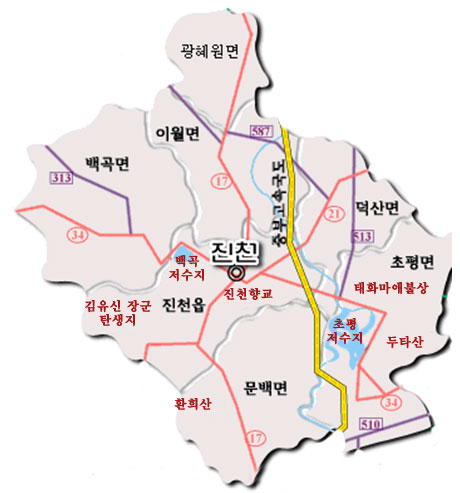 광혜원면
이월면
587
백곡면
313
17
중부고속국도
21
덕산면
34
513
진천
초평면
백곡
저수지
태화마애불상
김유신 장군
탄생지
진천읍
진천향교
초평
저수지
두타산
환희산
문백면
34
510
17